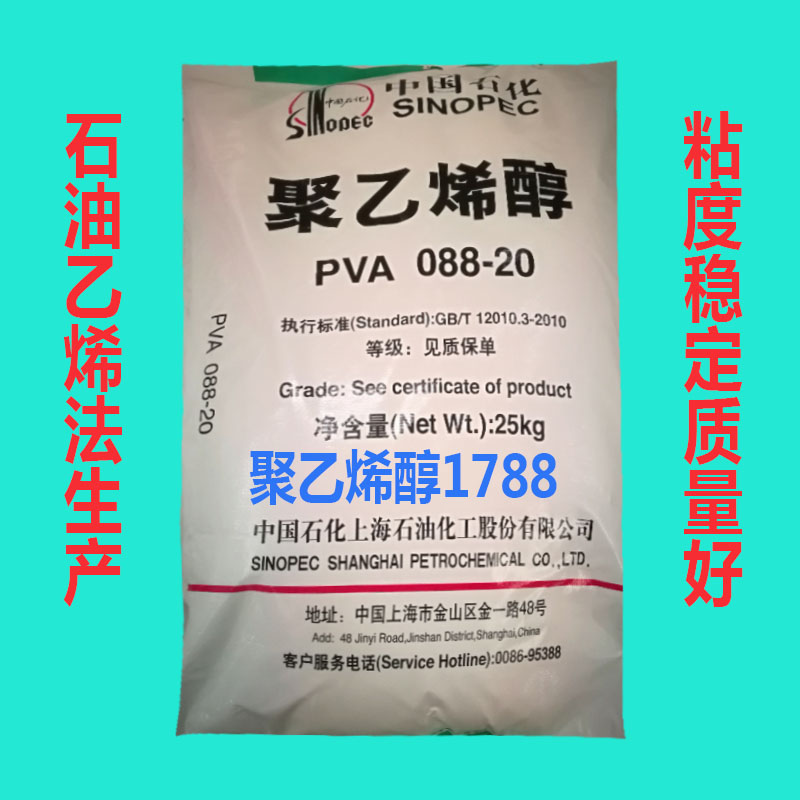 石油乙烯法生产
粘度稳定质量好
中国石化
SINOPEC
中国石化
SINOPEC
聚乙烯醇
PVA 088-20
PVA 088-20
执行标准(Standard):GB/T 12010.3-2010
等级：见质保单
Grade: See certificate of product
净含量(Net Wt.):25kg
聚乙烯醇1788
中国石化上海石油化工股份有限公司
SINOPEC SHANGHAI PETROCHEMICAL CO.,LTD.
地址：中国上海市金山区金一路48号
Add: 48 Jinyi Road,Jinshan District,Shanghai,China
客户服务电话(Service Hotline):0086-95388